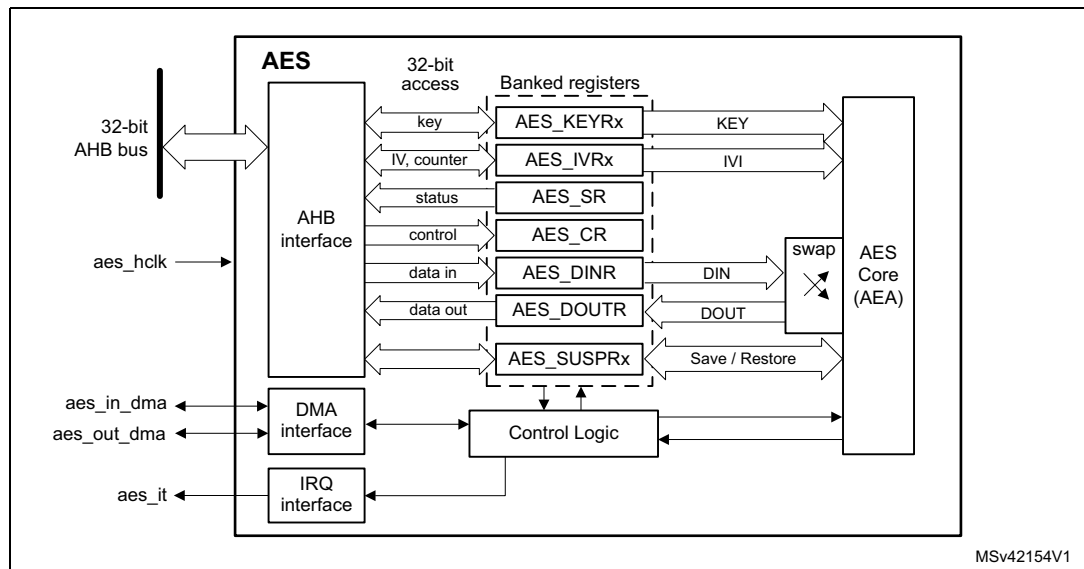 AES
32-bit
access
Banked registers
32-bit
AHB bus
AHB
interface
key
AES_KEYRx
KEY
IV, counter
AES_IVRx
IVI
status
AES_SR
control
AES_CR
aes_hclk
data in
AES_DINR
DIN
swap
AES
Core
(AEA)
data out
AES_DOUTR
DOUT
AES_SUSPRx
Save / Restore
aes_in_dma
aes_out_dma
DMA
interface
Control Logic
aes_it
IRQ
interface
MSv42154V1